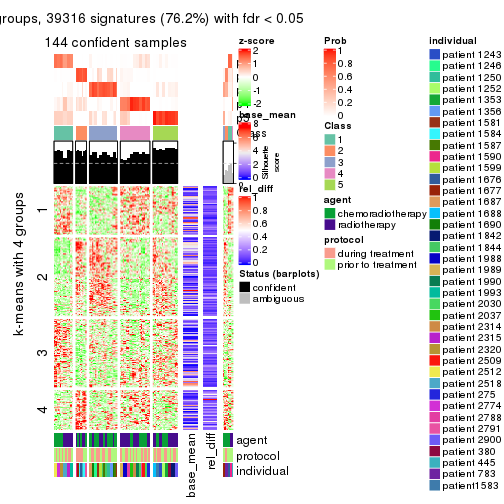 groups, 39316 signatures (76.2%) with fdr < 0.05
144 confident samples
k-means with 4 groups
1
2
3
4
base_mean
rel_diff
agent
protocol
individual
Silhouette
score
z-score
2
1
0
-1
-2
base_mean
8
6
4
2
0
rel_diff
1
0.5
0
Status (barplots)
confident
ambiguous
Prob
1
0.8
0.6
0.4
0.2
0
Class
1
2
3
4
5
agent
chemoradiotherapy
radiotherapy
protocol
during treatment
prior to treatment
individual
patient 1243
patient 1246
patient 1250
patient 1252
patient 1353
patient 1356
patient 1581
patient 1584
patient 1587
patient 1590
patient 1599
patient 1676
patient 1677
patient 1687
patient 1688
patient 1690
patient 1842
patient 1844
patient 1988
patient 1989
patient 1990
patient 1993
patient 2030
patient 2037
patient 2314
patient 2315
patient 2320
patient 2509
patient 2512
patient 2518
patient 275
patient 2774
patient 2788
patient 2791
patient 2900
patient 380
patient 445
patient 783
patient1583